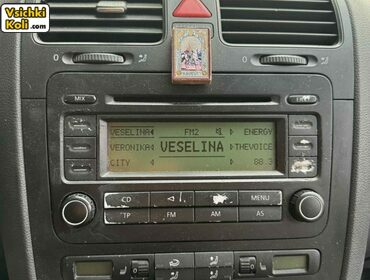 Vsichki
Koli .com
MIX
VESELINA FM2 ENERGY
VERONIKA VESELINA THEVOICE
CITY 88.3
CD MENU
TP FM AM AS